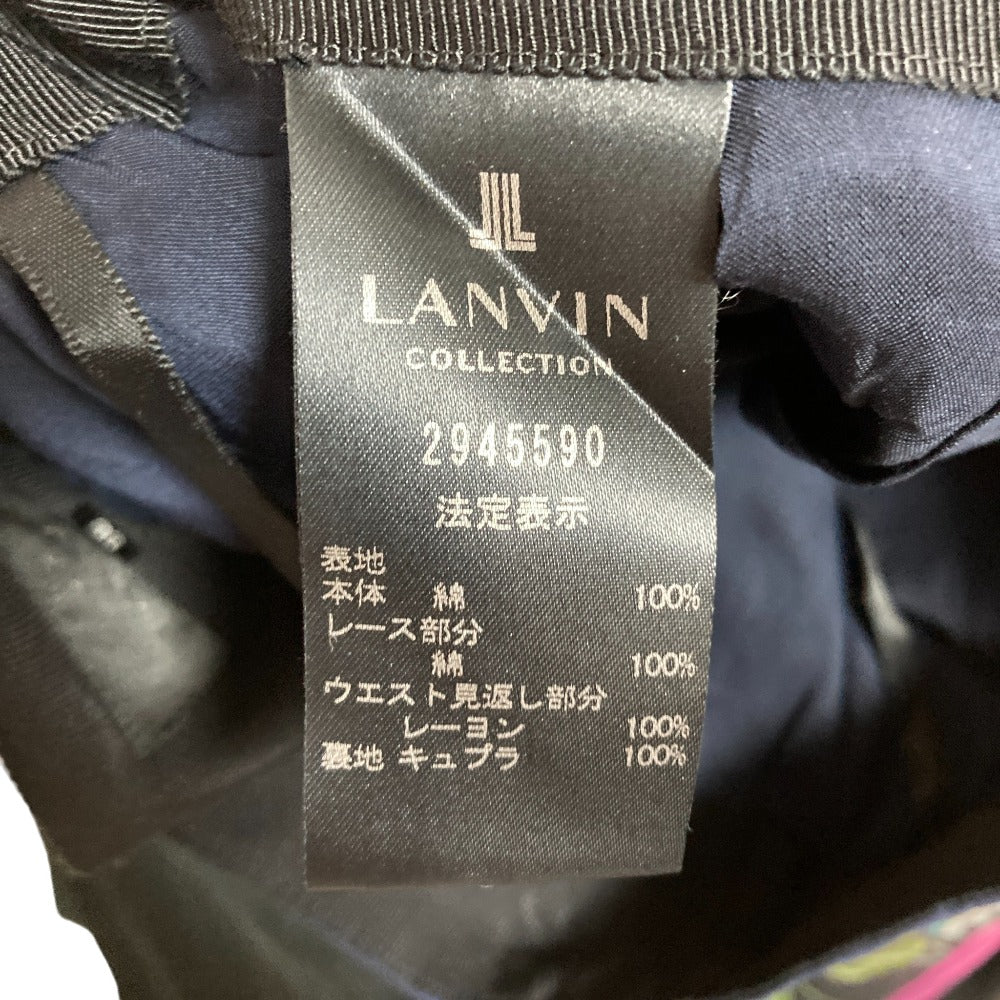 LANVIN
COLLECTION
2945590
法定表示
表地
本体 綿 100%
レース部分
綿 100%
ウエスト見返し部分
レーヨン 100%
裏地 キュプラ 100%